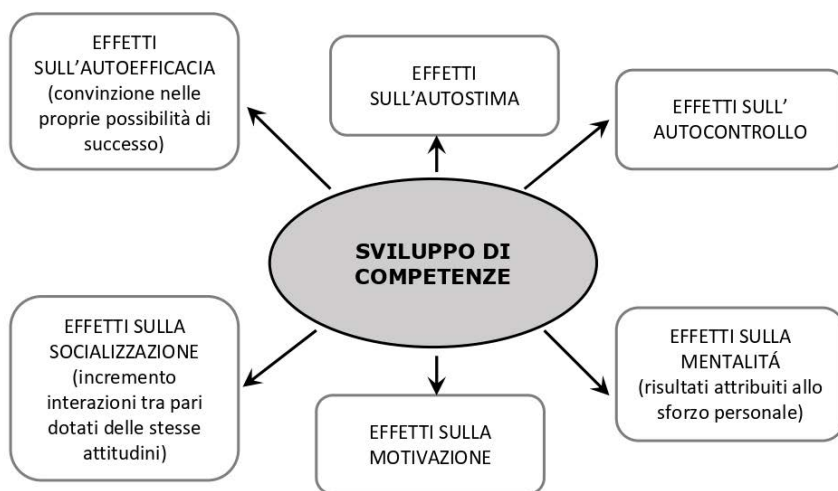 EFFETTI
SULL'AUTOEFFICACIA
(convinzione nelle
proprie possibilità di
successo)
EFFETTI
SULL'AUTOSTIMA
EFFETTI SULL'
AUTOCONTROLLO
SVILUPPO DI
COMPETENZE
EFFETTI SULLA
SOCIALIZZAZIONE
(incremento
interazioni tra pari
dotati delle stesse
attitudini)
EFFETTI SULLA
MOTIVAZIONE
EFFETTI SULLA
MENTALITÁ
(risultati attribuiti allo
sforzo personale)